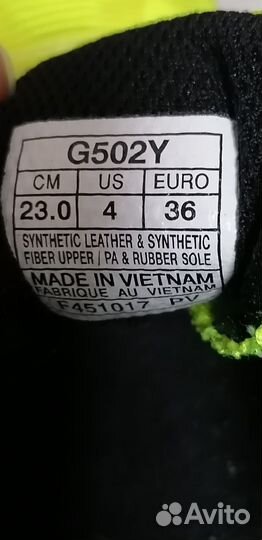 G502Y
CM US EURO
23.0 4 36
SYNTHETIC LEATHER & SYNTHETIC
FIBER UPPER / PA & RUBBER SOLE
MADE IN VIETNAM
FABRIQUE AU VIETNAM
F451017 PV
Avito